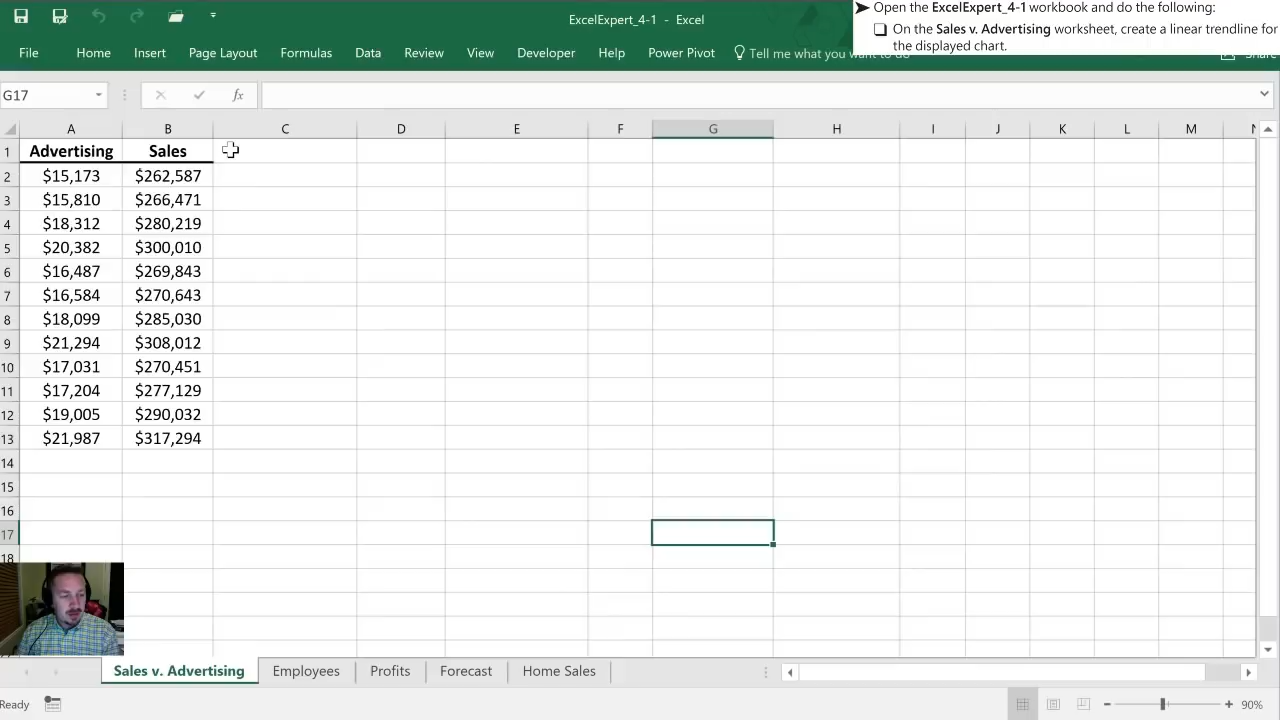 ExcelExpert_4-1 - Excel
➤ Open the ExcelExpert_4-1 workbook and do the following:
❑ On the Sales v. Advertising worksheet, create a linear trendline for
the displayed chart.
File Home Insert Page Layout Formulas Data Review View Developer Help Power Pivot Tell me what you want to do Share
G17 fx
A B C D E F G H I J K L M N
1 Advertising Sales
2 $15,173 $262,587
3 $15,810 $266,471
4 $18,312 $280,219
5 $20,382 $300,010
6 $16,487 $269,843
7 $16,584 $270,643
8 $18,099 $285,030
9 $21,294 $308,012
10 $17,031 $270,451
11 $17,204 $277,129
12 $19,005 $290,032
13 $21,987 $317,294
14
15
16
17
18
Sales v. Advertising Employees Profits Forecast Home Sales
Ready 90%